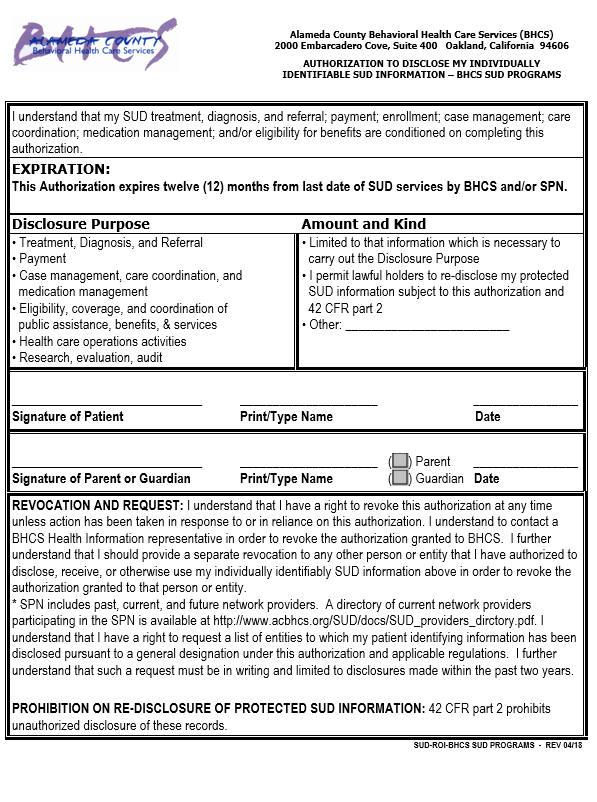 BHCS
ALAMEDA COUNTY
Behavioral Health Care Services
Alameda County Behavioral Health Care Services (BHCS)
2000 Embarcadero Cove, Suite 400 Oakland, California 94606
AUTHORIZATION TO DISCLOSE MY INDIVIDUALLY
IDENTIFIABLE SUD INFORMATION – BHCS SUD PROGRAMS
I understand that my SUD treatment, diagnosis, and referral; payment; enrollment; case management; care
coordination; medication management; and/or eligibility for benefits are conditioned on completing this
authorization.
EXPIRATION:
This Authorization expires twelve (12) months from last date of SUD services by BHCS and/or SPN.
Disclosure Purpose
• Treatment, Diagnosis, and Referral
• Payment
• Case management, care coordination, and
medication management
• Eligibility, coverage, and coordination of
public assistance, benefits, & services
• Health care operations activities
• Research, evaluation, audit
Amount and Kind
• Limited to that information which is necessary to
carry out the Disclosure Purpose
• I permit lawful holders to re-disclose my protected
SUD information subject to this authorization and
42 CFR part 2
• Other: _________________________
Signature of Patient Print/Type Name Date
( ) Parent
Signature of Parent or Guardian Print/Type Name ( ) Guardian Date
REVOCATION AND REQUEST: I understand that I have a right to revoke this authorization at any time
unless action has been taken in response to or in reliance on this authorization. I understand to contact a
BHCS Health Information representative in order to revoke the authorization granted to BHCS. I further
understand that I should provide a separate revocation to any other person or entity that I have authorized to
disclose, receive, or otherwise use my individually identifiably SUD information above in order to revoke the
authorization granted to that person or entity.
* SPN includes past, current, and future network providers. A directory of current network providers
participating in the SPN is available at http://www.acbhcs.org/SUD/docs/SUD_providers_dirctory.pdf. I
understand that I have a right to request a list of entities to which my patient identifying information has been
disclosed pursuant to a general designation under this authorization and applicable regulations. I further
understand that such a request must be in writing and limited to disclosures made within the past two years.
PROHIBITION ON RE-DISCLOSURE OF PROTECTED SUD INFORMATION: 42 CFR part 2 prohibits
unauthorized disclosure of these records.
SUD-ROI-BHCS SUD PROGRAMS - REV 04/18